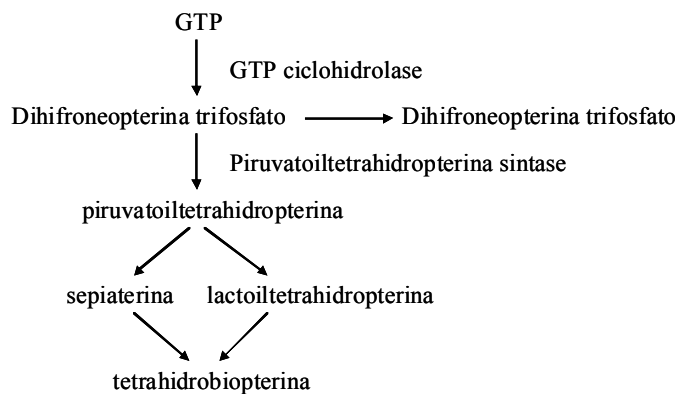 GTP
GTP ciclohidrolase
Dihifroneopterina trifosfato
Dihifroneopterina trifosfato
Piruvatoiltetrahidropterina sintase
piruvatoiltetrahidropterina
sepiaterina
lactoiltetrahidropterina
tetrahidrobiopterina